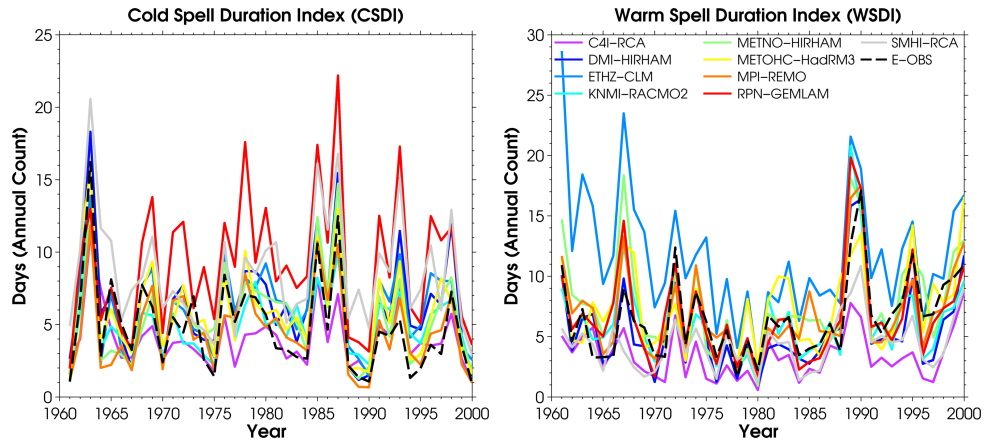 Cold Spell Duration Index (CSDI)
Days (Annual Count)
25
20
15
10
5
0
1960 1965 1970 1975 1980 1985 1990 1995 2000
Year
Warm Spell Duration Index (WSDI)
Days (Annual Count)
30
25
20
15
10
5
0
C4I–RCA
DMI–HIRHAM
ETHZ–CLM
KNMI–RACMO2
METNO–HIRHAM
METOHC–HadRM3
MPI–REMO
RPN–GEMLAM
SMHI–RCA
E–OBS
1960 1965 1970 1975 1980 1985 1990 1995 2000
Year